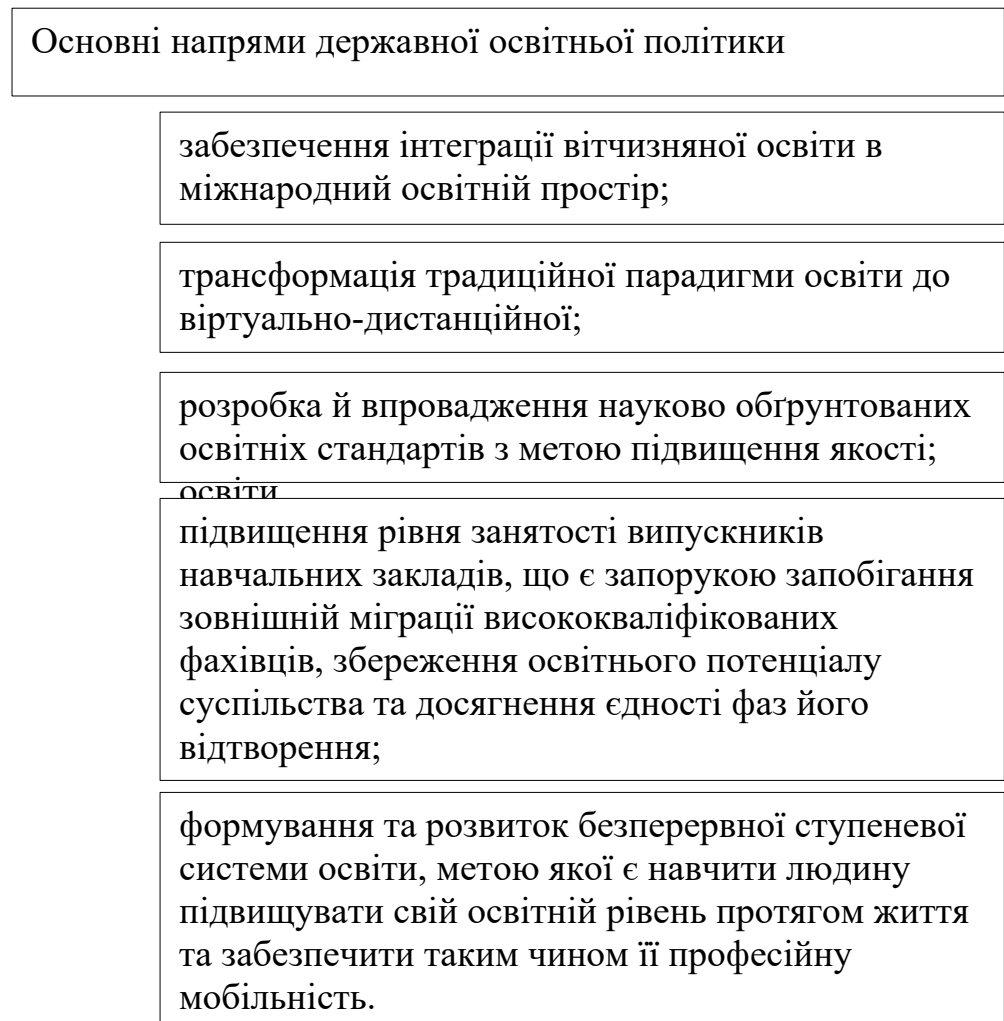 Основні напрями державної освітньої політики
забезпечення інтеграції вітчизняної освіти в
міжнародний освітній простір;
трансформація традиційної парадигми освіти до
віртуально-дистанційної;
розробка й впровадження науково обґрунтованих
освітніх стандартів з метою підвищення якості;
освіти
підвищення рівня занятості випускників
навчальних закладів, що є запорукою запобігання
зовнішній міграції висококваліфікованих
фахівців, збереження освітнього потенціалу
суспільства та досягнення єдності фаз його
відтворення;
формування та розвиток безперервної ступеневої
системи освіти, метою якої є навчити людину
підвищувати свій освітній рівень протягом життя
та забезпечити таким чином її професійну
мобільність.